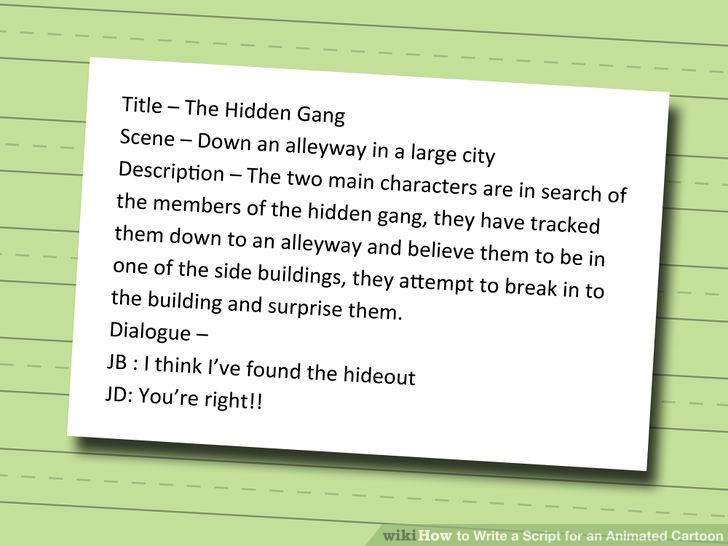 Title – The Hidden Gang
Scene – Down an alleyway in a large city
Description – The two main characters are in search of
the members of the hidden gang, they have tracked
them down to an alleyway and believe them to be in
one of the side buildings, they attempt to break in to
the building and surprise them.
Dialogue –
JB : I think I’ve found the hideout
JD: You’re right!!
wikiHow to Write a Script for an Animated Cartoon